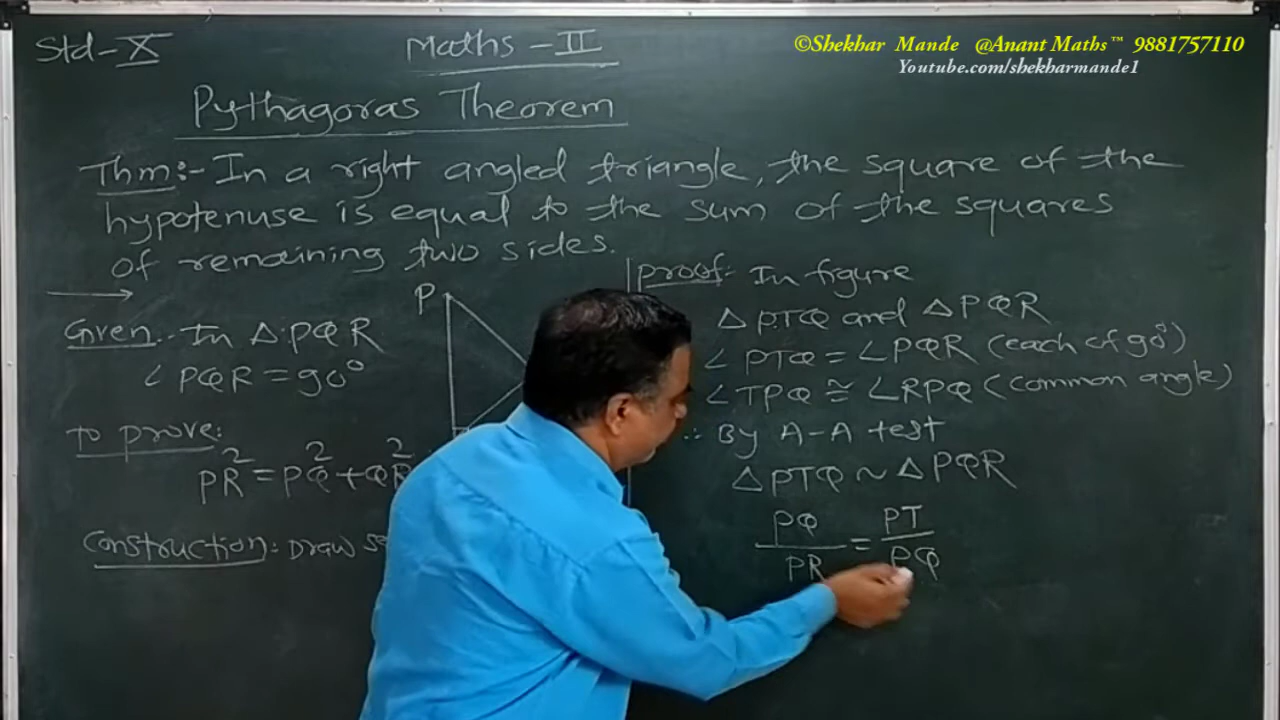 Std-X
Maths-II
©Shekhar Mande @Anant Maths™ 9881757110
Youtube.com/shekharmande1
Pythagoras Theorem
Thm:- In a right angled triangle, the square of the
hypotenuse is equal to the sum of the squares
of remaining two sides.
Given:- In △PQR
∠PQR = 90°
To prove:
PR² = PQ² + QR²
Construction: Draw
P
proof:- In figure
△PTQ and △PQR
∠PTQ = ∠PQR (each of 90°)
∠TPQ ≅ ∠RPQ (common angle)
∴ By A-A test
△PTQ ~ △PQR
PQ/PR = PT/PQ